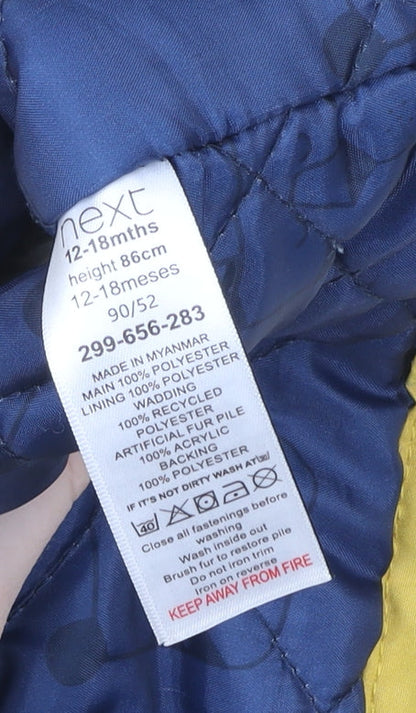 next
12-18mths
height 86cm
12-18meses
90/52
299-656-283
MADE IN MYANMAR
MAIN 100% POLYESTER
LINING 100% POLYESTER
WADDING
100% RECYCLED
POLYESTER
ARTIFICIAL FUR PILE
100% ACRYLIC
BACKING
100% POLYESTER
IF IT'S NOT DIRTY WASH AT
40
Close all fastenings before
washing
Wash inside out
Brush fur to restore pile
Do not iron trim
Iron on reverse
KEEP AWAY FROM FIRE